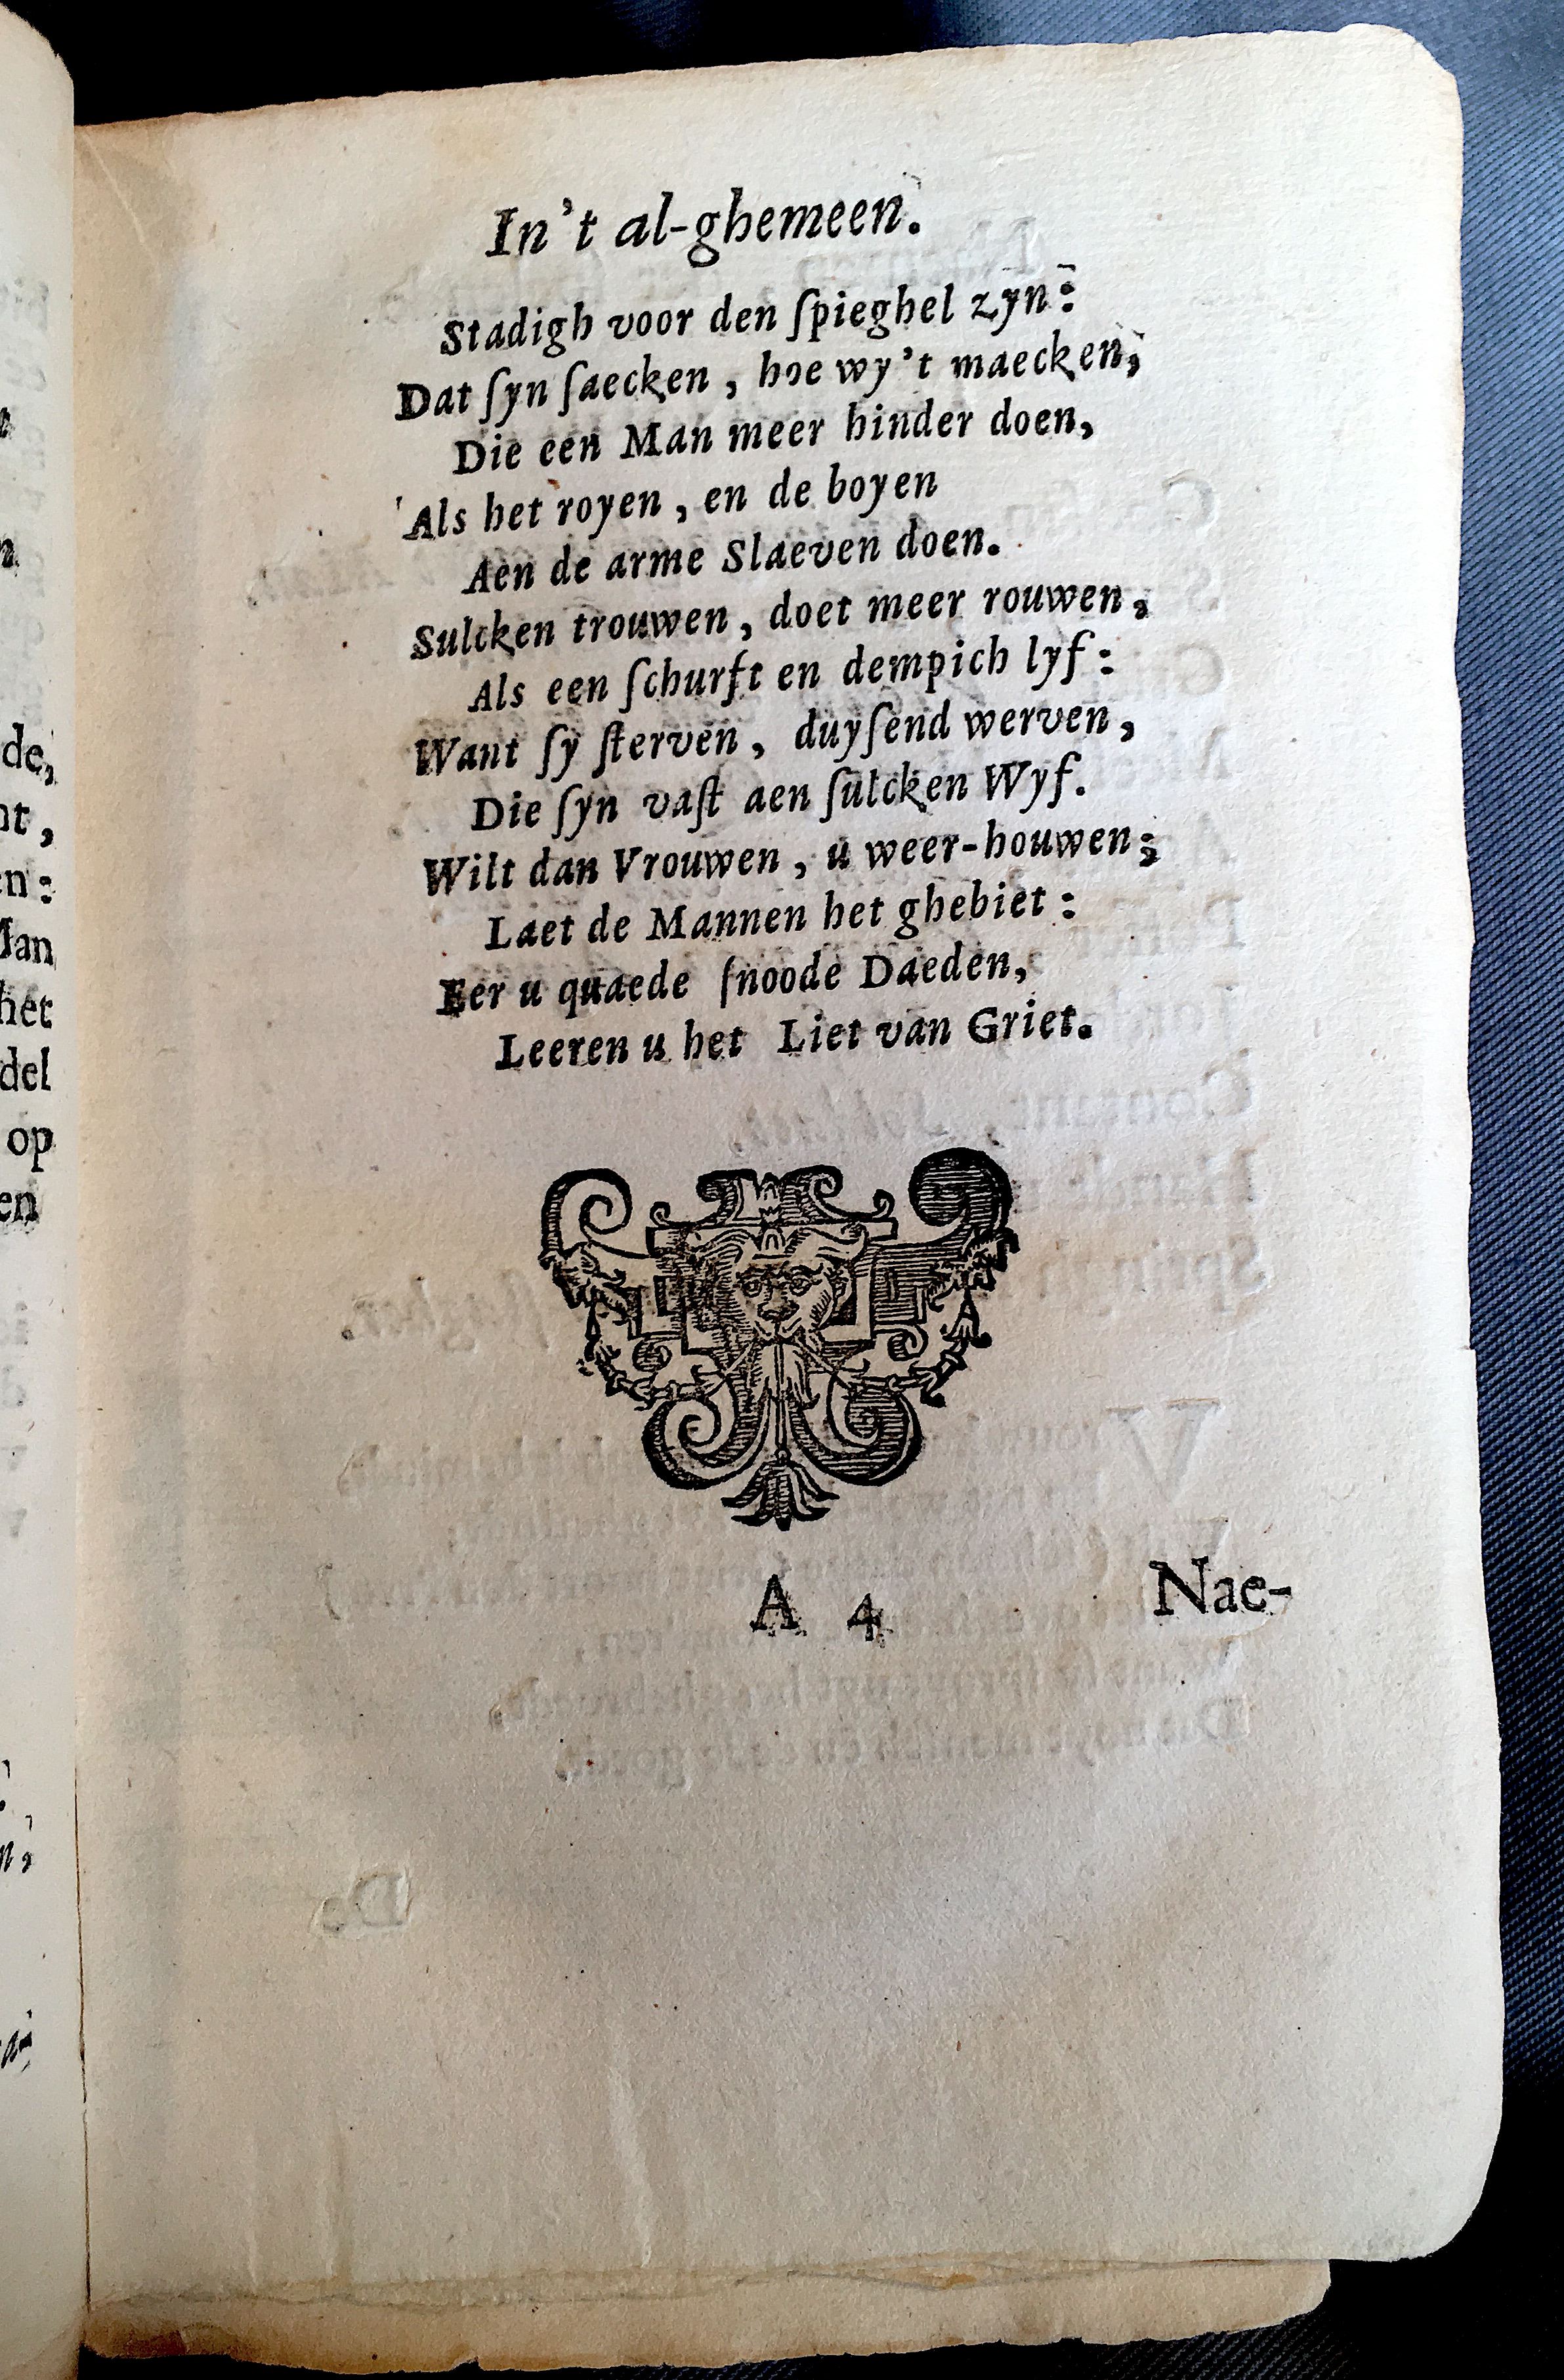 In't al-ghemeen.
Stadigh voor den ſpieghel zyn:
Dat ſyn ſaecken, hoe wy't maecken;
Die een Man meer hinder doen,
Als het royen, en de boyen
Aen de arme Slaeven doen.
Sulcken trouwen, doet meer rouwen,
Als een ſchurft en dempich lyf:
Want ſy ſterven, duyſend werven,
Die ſyn vaſt aen ſulcken Wyf.
Wilt dan Vrouwen, u weer-houwen;
Laet de Mannen het ghebiet:
Eer u quaede ſnoode Daeden,
Leeren u het Liet van Griet.
A 4 Nae-